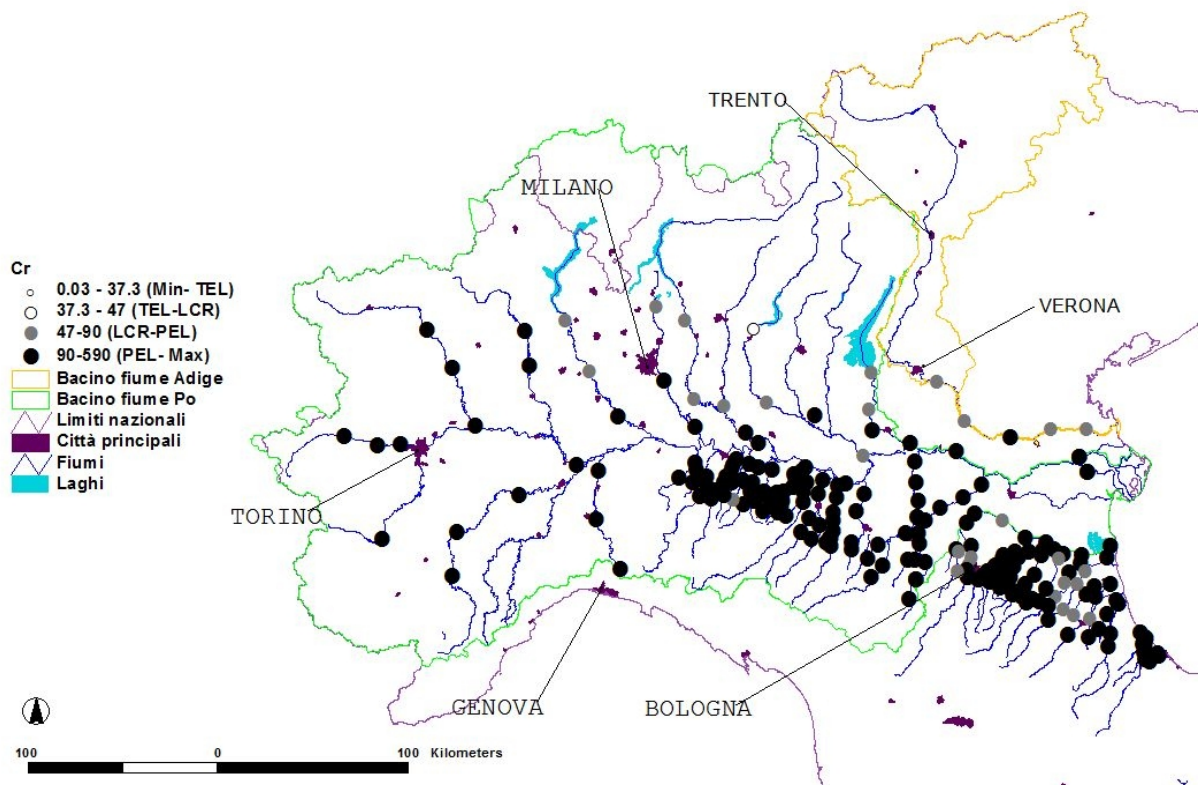 TRENTO
MILANO
VERONA
Cr
0.03 - 37.3 (Min- TEL)
37.3 - 47 (TEL-LCR)
47-90 (LCR-PEL)
90-590 (PEL- Max)
Bacino fiume Adige
Bacino fiume Po
Limiti nazionali
Città principali
Fiumi
Laghi
TORINO
GENOVA
BOLOGNA
100 0 100 Kilometers